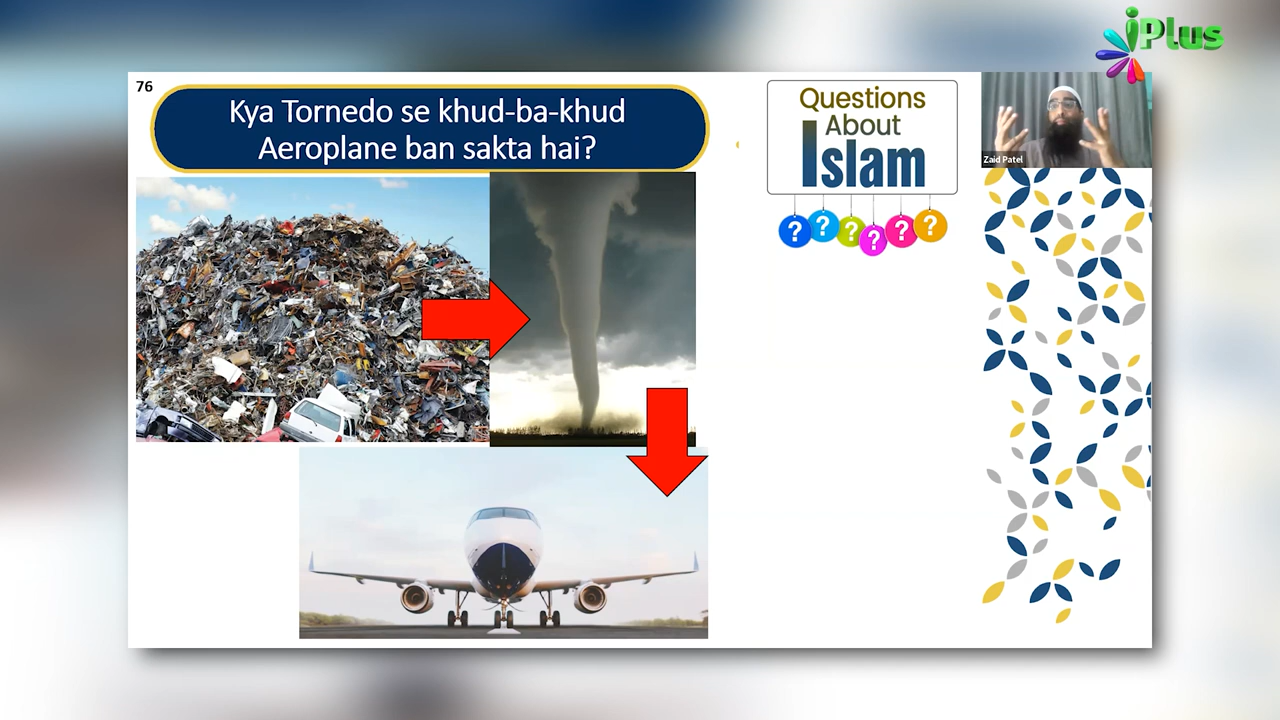 iPlus
76
Kya Tornedo se khud-ba-khud
Aeroplane ban sakta hai?
Questions
About
Islam
? ? ? ? ? ?
Zaid Patel